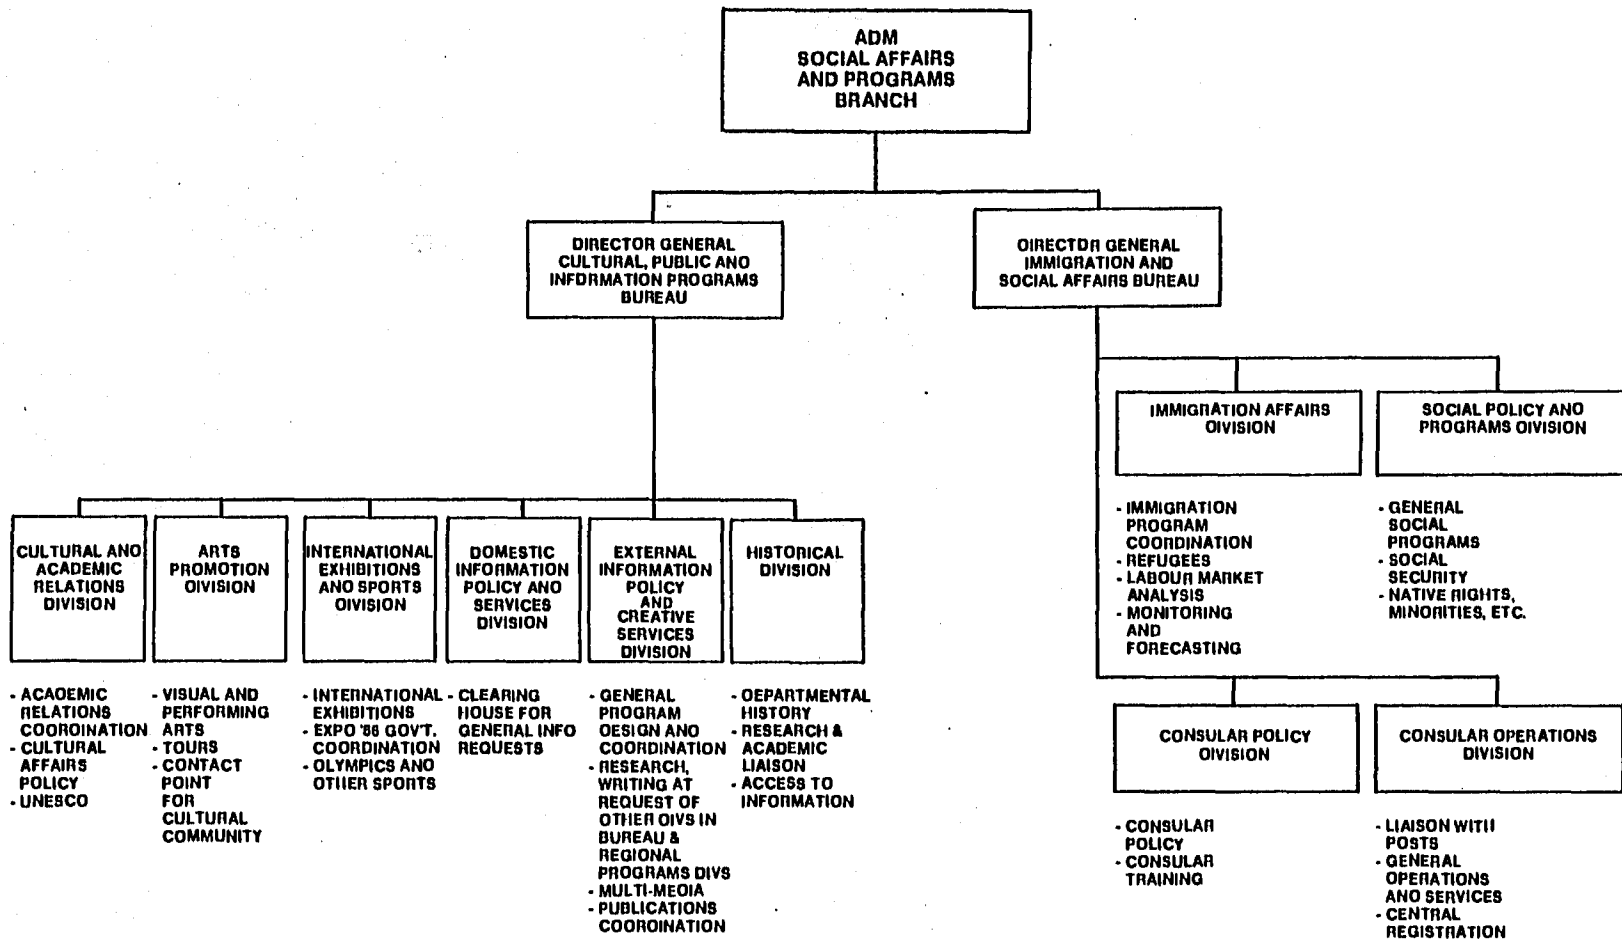 ADM
SOCIAL AFFAIRS
AND PROGRAMS
BRANCH
DIRECTOR GENERAL
CULTURAL, PUBLIC AND
INFORMATION PROGRAMS
BUREAU
DIRECTOR GENERAL
IMMIGRATION AND
SOCIAL AFFAIRS BUREAU
IMMIGRATION AFFAIRS
DIVISION
- IMMIGRATION
PROGRAM
COORDINATION
- REFUGEES
- LABOUR MARKET
ANALYSIS
- MONITORING
AND
FORECASTING
SOCIAL POLICY AND
PROGRAMS DIVISION
- GENERAL
SOCIAL
PROGRAMS
- SOCIAL
SECURITY
- NATIVE RIGHTS,
MINORITIES, ETC.
CULTURAL AND
ACADEMIC
RELATIONS
DIVISION
- ACADEMIC
RELATIONS
COORDINATION
- CULTURAL
AFFAIRS
POLICY
- UNESCO
ARTS
PROMOTION
DIVISION
- VISUAL AND
PERFORMING
ARTS
- TOURS
- CONTACT
POINT
FOR
CULTURAL
COMMUNITY
INTERNATIONAL
EXHIBITIONS
AND SPORTS
DIVISION
- INTERNATIONAL
EXHIBITIONS
- EXPO '86 GOV'T.
COORDINATION
- OLYMPICS AND
OTHER SPORTS
DOMESTIC
INFORMATION
POLICY AND
SERVICES
DIVISION
- CLEARING
HOUSE FOR
GENERAL INFO
REQUESTS
EXTERNAL
INFORMATION
POLICY
AND
CREATIVE
SERVICES
DIVISION
- GENERAL
PROGRAM
DESIGN AND
COORDINATION
- RESEARCH,
WRITING AT
REQUEST OF
OTHER DIVS IN
BUREAU &
REGIONAL
PROGRAMS DIVS
- MULTI-MEDIA
- PUBLICATIONS
COORDINATION
HISTORICAL
DIVISION
- DEPARTMENTAL
HISTORY
- RESEARCH &
ACADEMIC
LIAISON
- ACCESS TO
INFORMATION
CONSULAR POLICY
DIVISION
- CONSULAR
POLICY
- CONSULAR
TRAINING
CONSULAR OPERATIONS
DIVISION
- LIAISON WITH
POSTS
- GENERAL
OPERATIONS
AND SERVICES
- CENTRAL
REGISTRATION